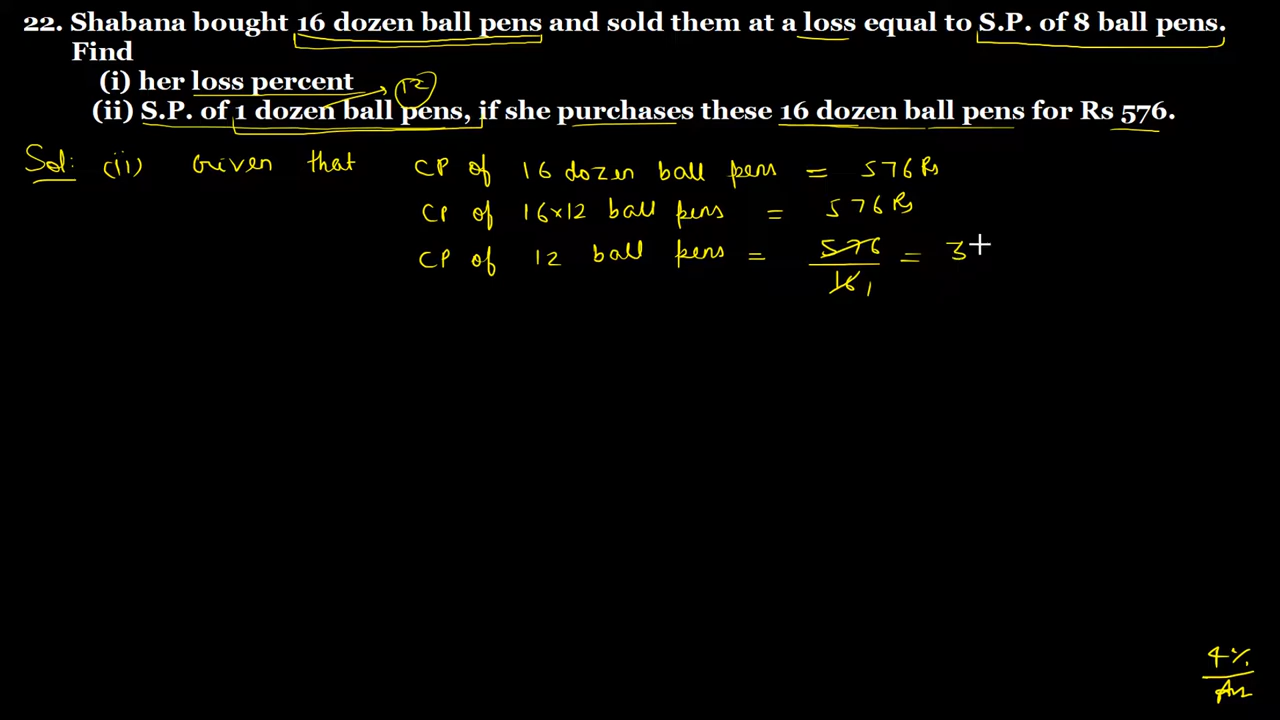 22. Shabana bought 16 dozen ball pens and sold them at a loss equal to S.P. of 8 ball pens.
Find
(i) her loss percent
12
(ii) S.P. of 1 dozen ball pens, if she purchases these 16 dozen ball pens for Rs 576.
Sol: (ii) Given that CP of 16 dozen ball pens = 576 Rs
CP of 16×12 ball pens = 576 Rs
CP of 12 ball pens = 576/16 1 = 3
4%
Ans